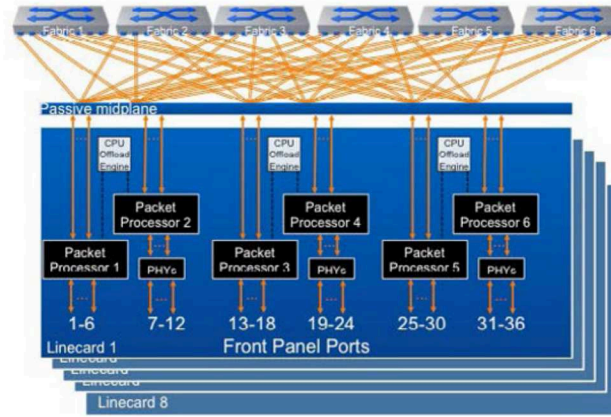 Fabric 1
Fabric 2
Fabric 3
Fabric 4
Fabric 5
Fabric 6
Passive midplane
CPU
Offload
Engine
CPU
Offload
Engine
CPU
Offload
Engine
Packet
Processor 2
Packet
Processor 4
Packet
Processor 6
Packet
Processor 1
PHYs
Packet
Processor 3
PHYs
Packet
Processor 5
PHYs
1-6
7-12
13-18
19-24
25-30
31-36
Linecard 1
Front Panel Ports
Linecard
Linecard
Linecard
Linecard 8